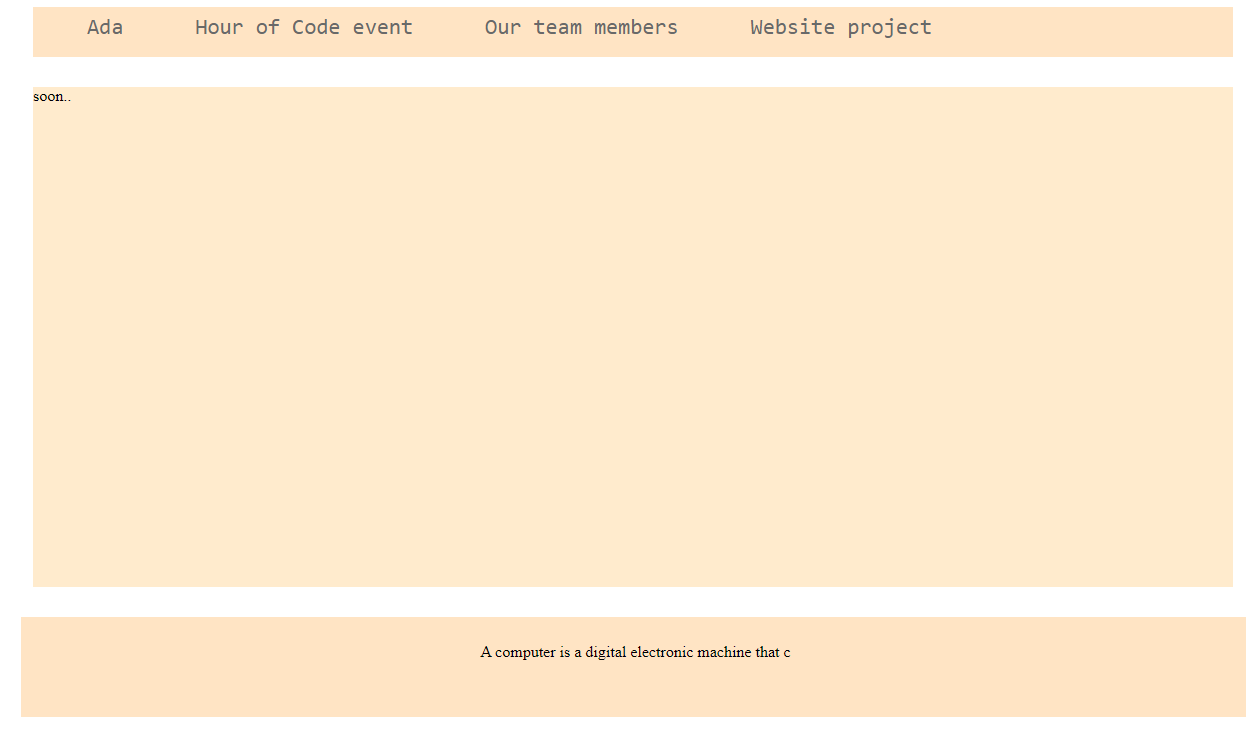 Ada Hour of Code event Our team members Website project
soon..
A computer is a digital electronic machine that c